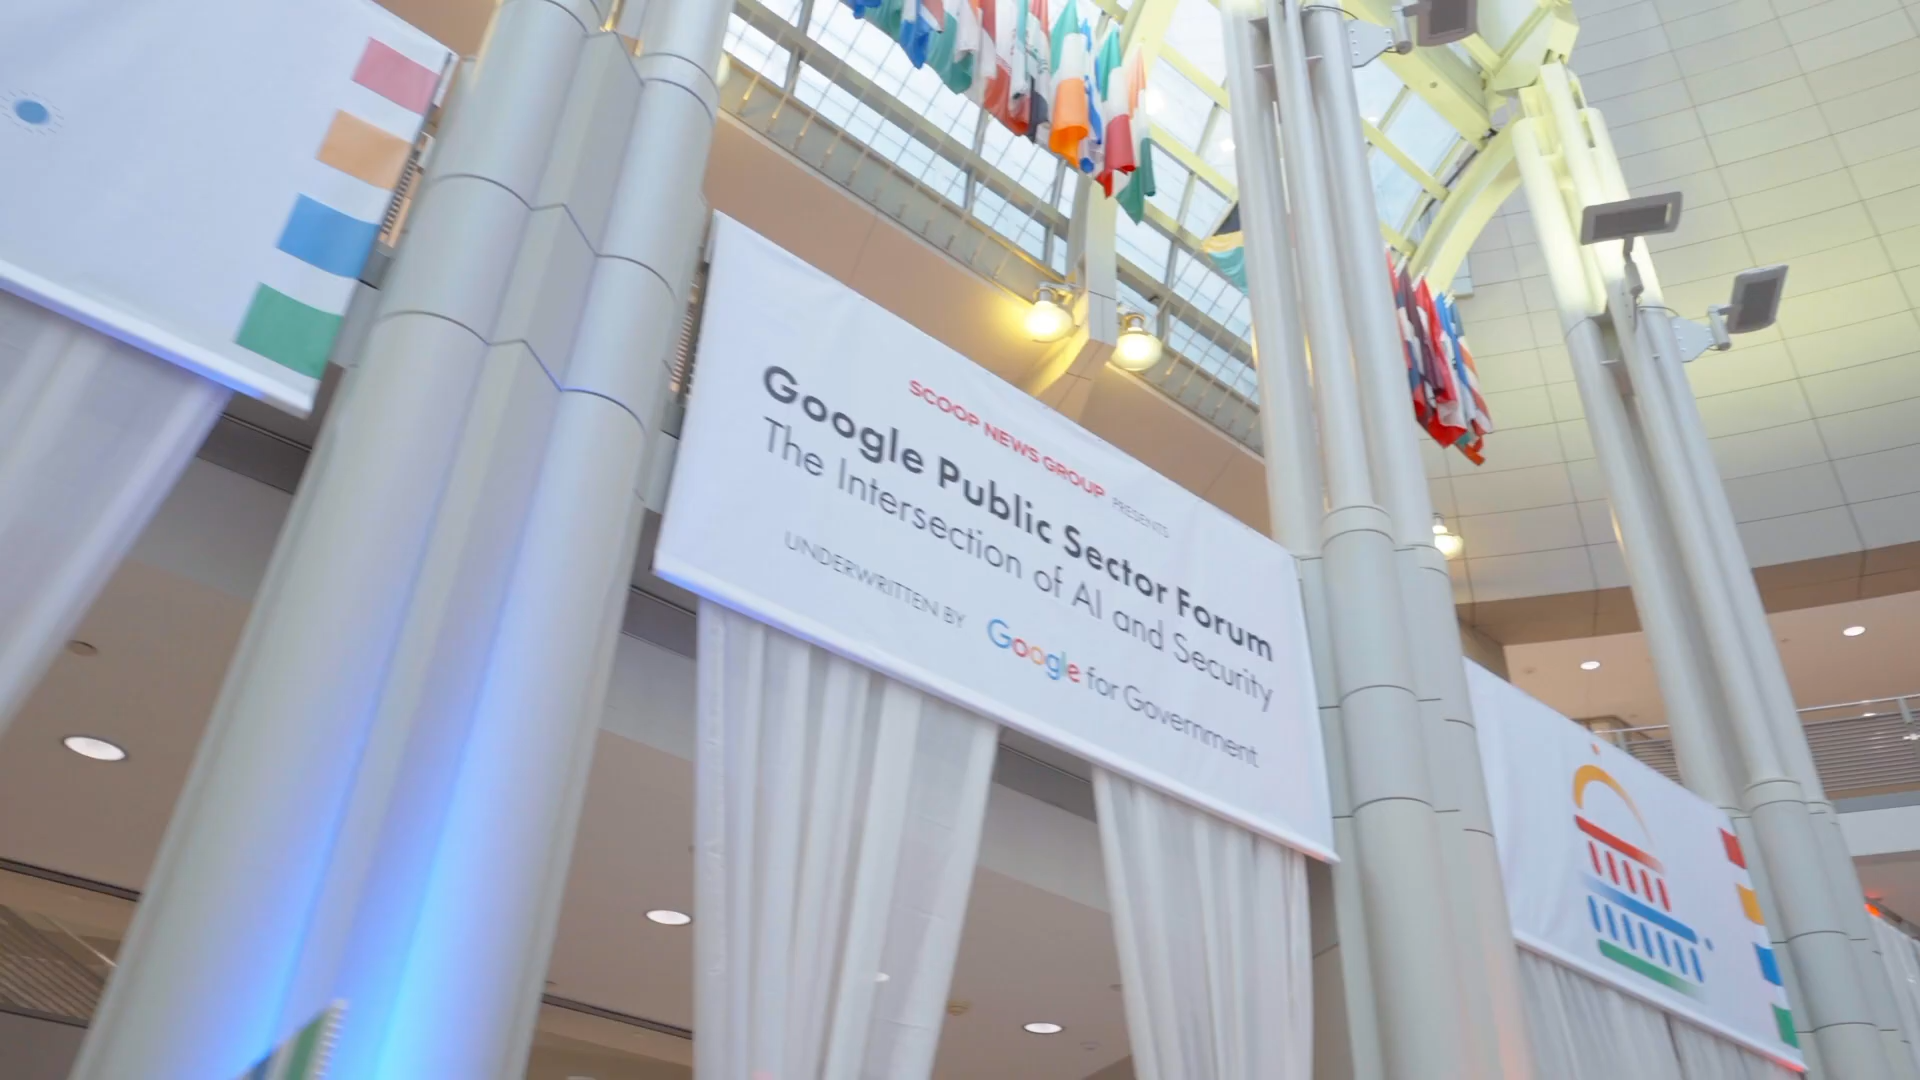 SCOOP NEWS GROUP PRESENTS
Google Public Sector Forum
The Intersection of AI and Security
UNDERWRITTEN BY Google for Government